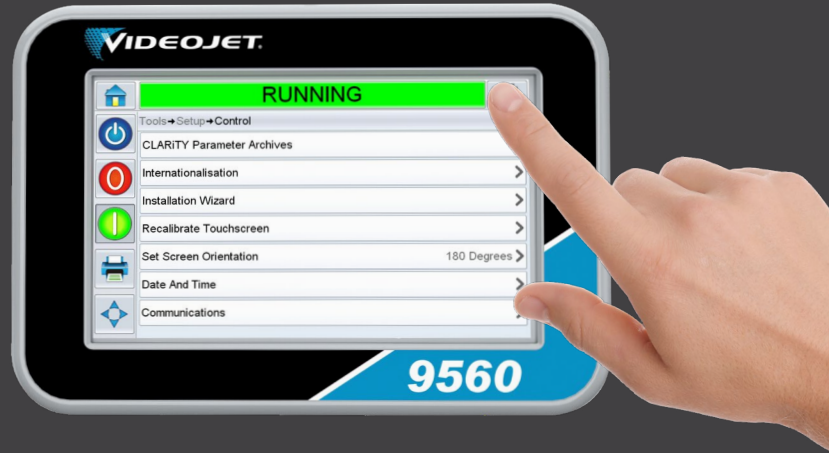 VIDEOJET.
RUNNING
Tools→Setup→Control
CLARiTY Parameter Archives
Internationalisation
Installation Wizard
Recalibrate Touchscreen
Set Screen Orientation 180 Degrees
Date And Time
Communications
9560